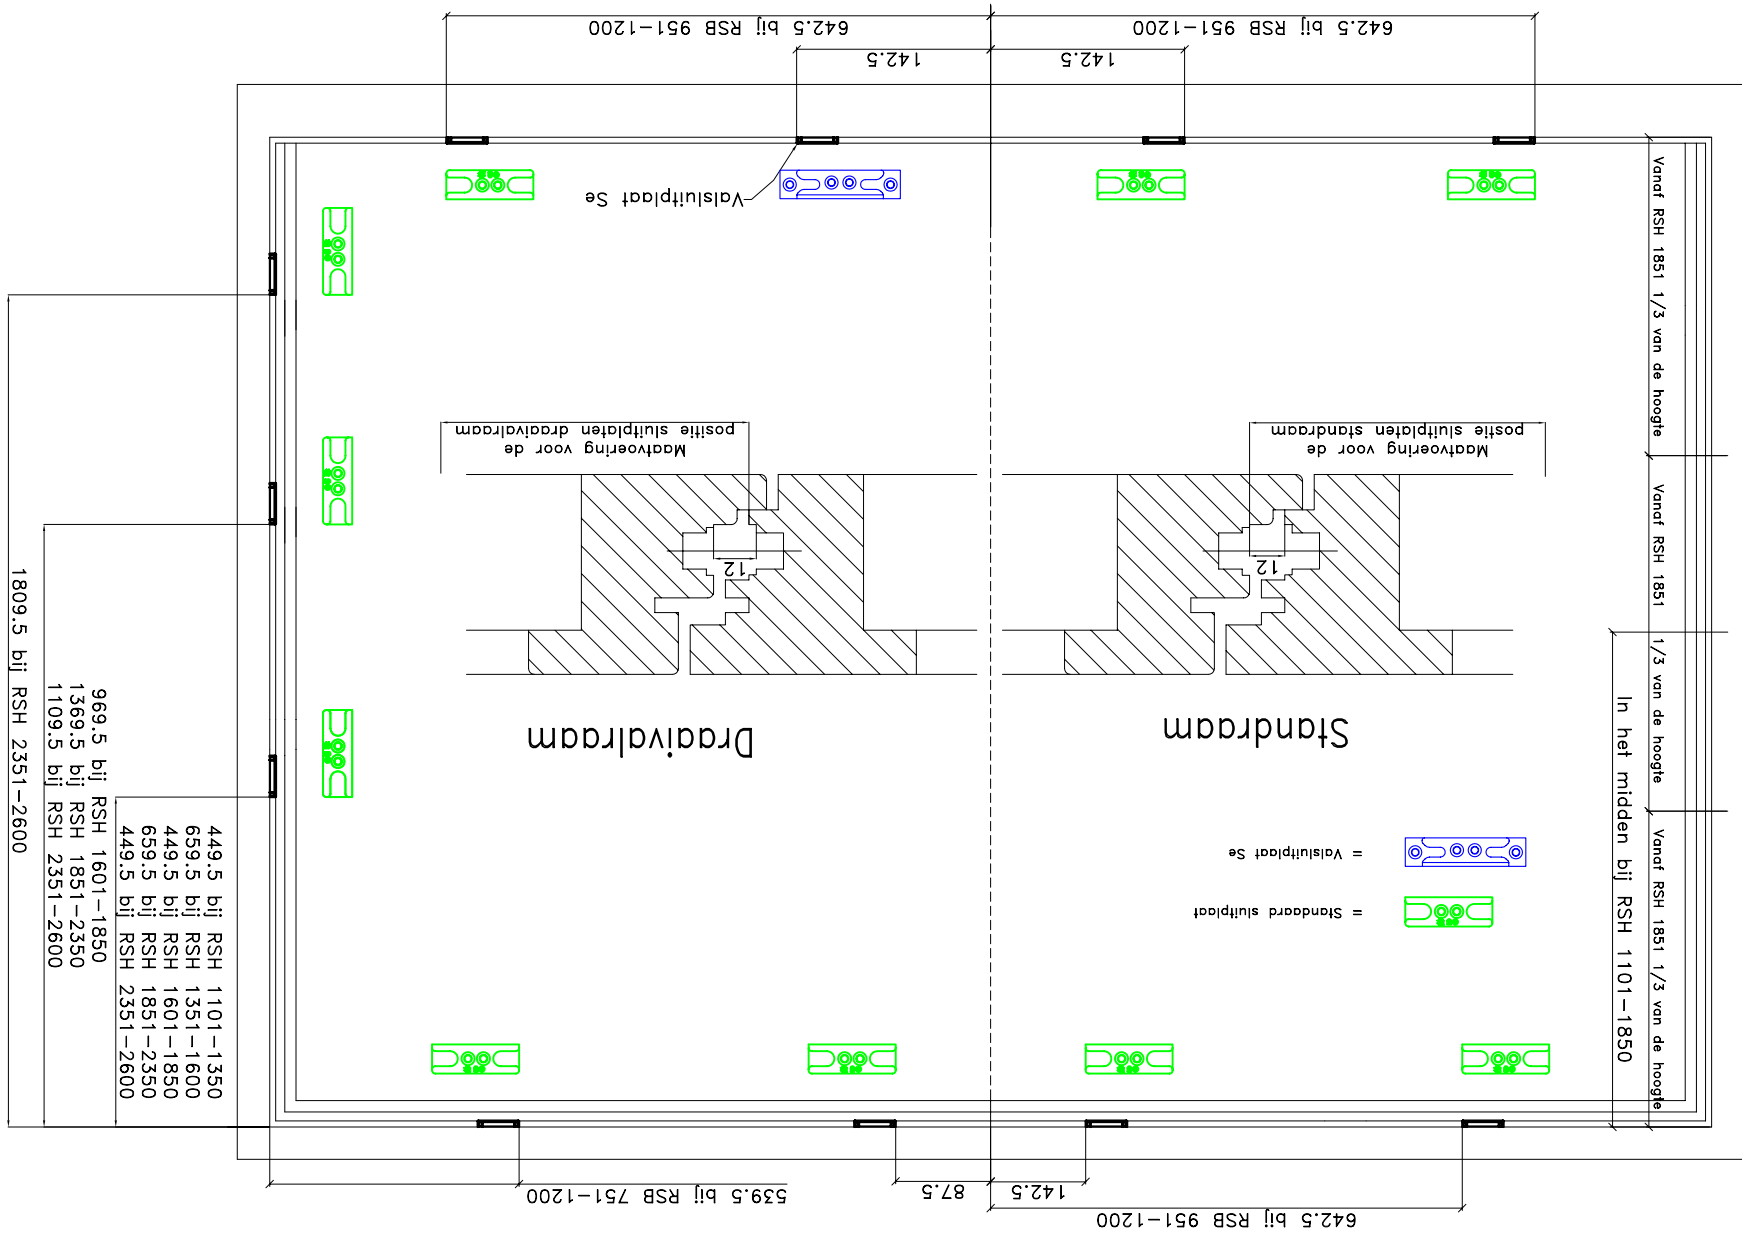 642.5 bij RSB 951-1200
142.5
87.5
539.5 bij RSB 751-1200
= Standaard sluitplaat
= Valsluitplaat Se
Standraam
Draaivalraam
12
12
Maatvoering voor de
positie sluitplaten standraam
Maatvoering voor de
positie sluitplaten draaivalraam
Valsluitplaat Se
142.5
142.5
642.5 bij RSB 951-1200
642.5 bij RSB 951-1200
Vanaf RSH 1851 1/3 van de hoogte
Vanaf RSH 1851 1/3 van de hoogte
Vanaf RSH 1851 1/3 van de hoogte
In het midden bij RSH 1101-1850
449.5 bij RSH 1101-1350
659.5 bij RSH 1351-1600
449.5 bij RSH 1601-1850
659.5 bij RSH 1851-2350
449.5 bij RSH 2351-2600
969.5 bij RSH 1601-1850
1369.5 bij RSH 1851-2350
1109.5 bij RSH 2351-2600
1809.5 bij RSH 2351-2600